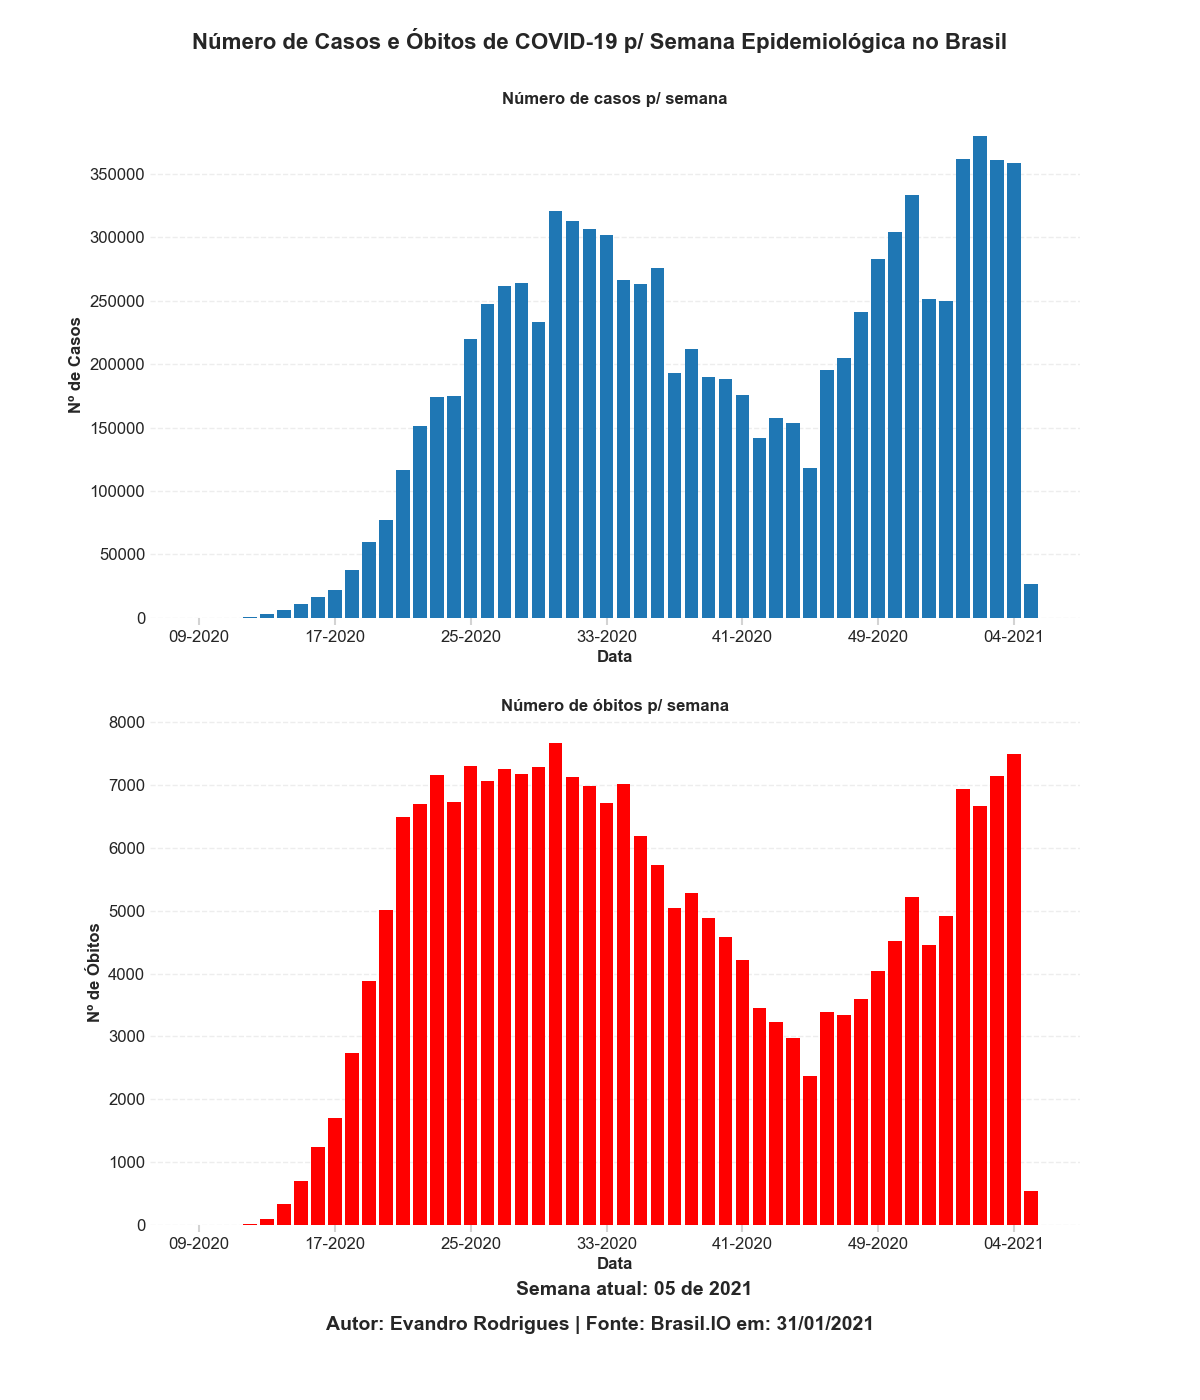 Número de Casos e Óbitos de COVID-19 p/ Semana Epidemiológica no Brasil
Número de casos p/ semana
350000
300000
250000
200000
150000
100000
50000
0
Nº de Casos
09-2020 17-2020 25-2020 33-2020 41-2020 49-2020 04-2021
Data
Número de óbitos p/ semana
8000
7000
6000
5000
4000
3000
2000
1000
0
Nº de Óbitos
09-2020 17-2020 25-2020 33-2020 41-2020 49-2020 04-2021
Data
Semana atual: 05 de 2021
Autor: Evandro Rodrigues | Fonte: Brasil.IO em: 31/01/2021